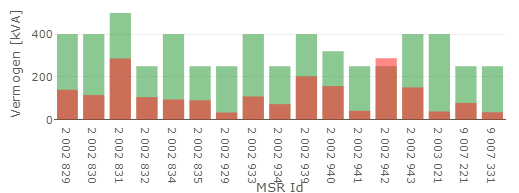 Vermogen [kVA]
400
200
0
2 002 829
2 002 830
2 002 831
2 002 832
2 002 834
2 002 835
2 002 929
2 002 933
2 002 934
2 002 939
2 002 940
2 002 941
2 002 942
2 002 943
2 003 021
9 007 221
9 007 331
MSR Id